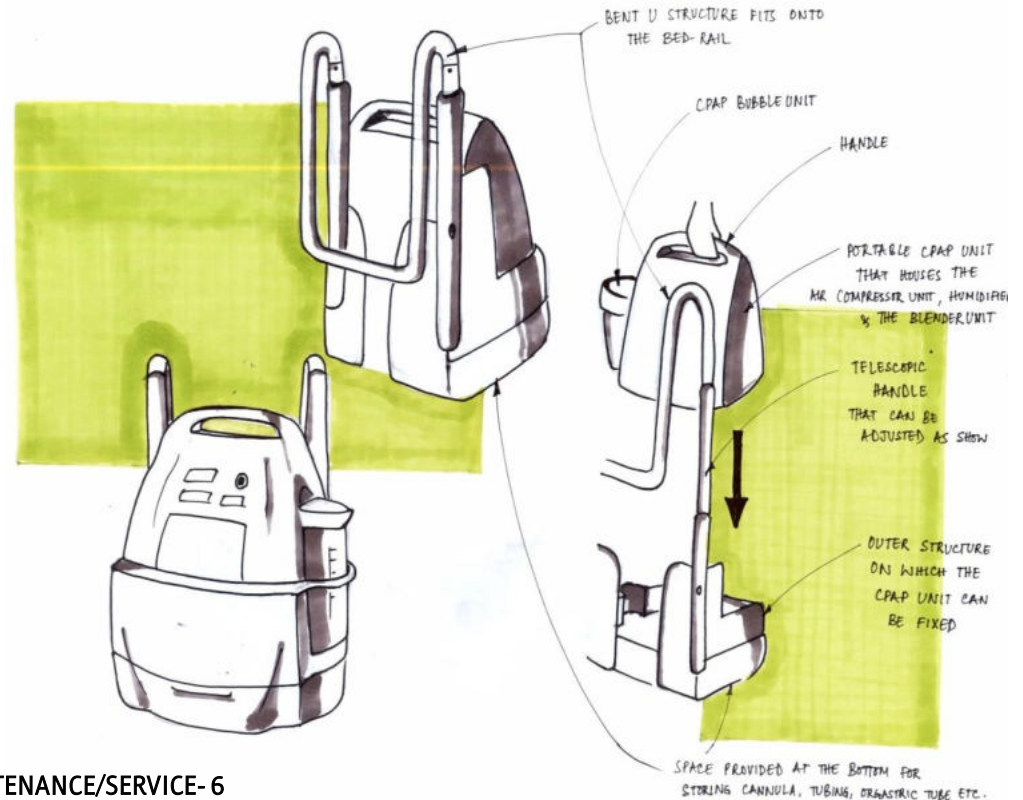 BENT U STRUCTURE FITS ONTO
THE BED-RAIL
CPAP BUBBLE UNIT
HANDLE
PORTABLE CPAP UNIT
THAT HOUSES THE
AIR COMPRESSOR UNIT, HUMIDIFIE
& THE BLENDER UNIT
TELESCOPIC
HANDLE
THAT CAN BE
ADJUSTED AS SHOW
OUTER STRUCTURE
ON WHICH THE
CPAP UNIT CAN
BE FIXED
SPACE PROVIDED AT THE BOTTOM FOR
STORING CANNULA, TUBING, ORGASTRIC TUBE ETC.
TENANCE/SERVICE- 6